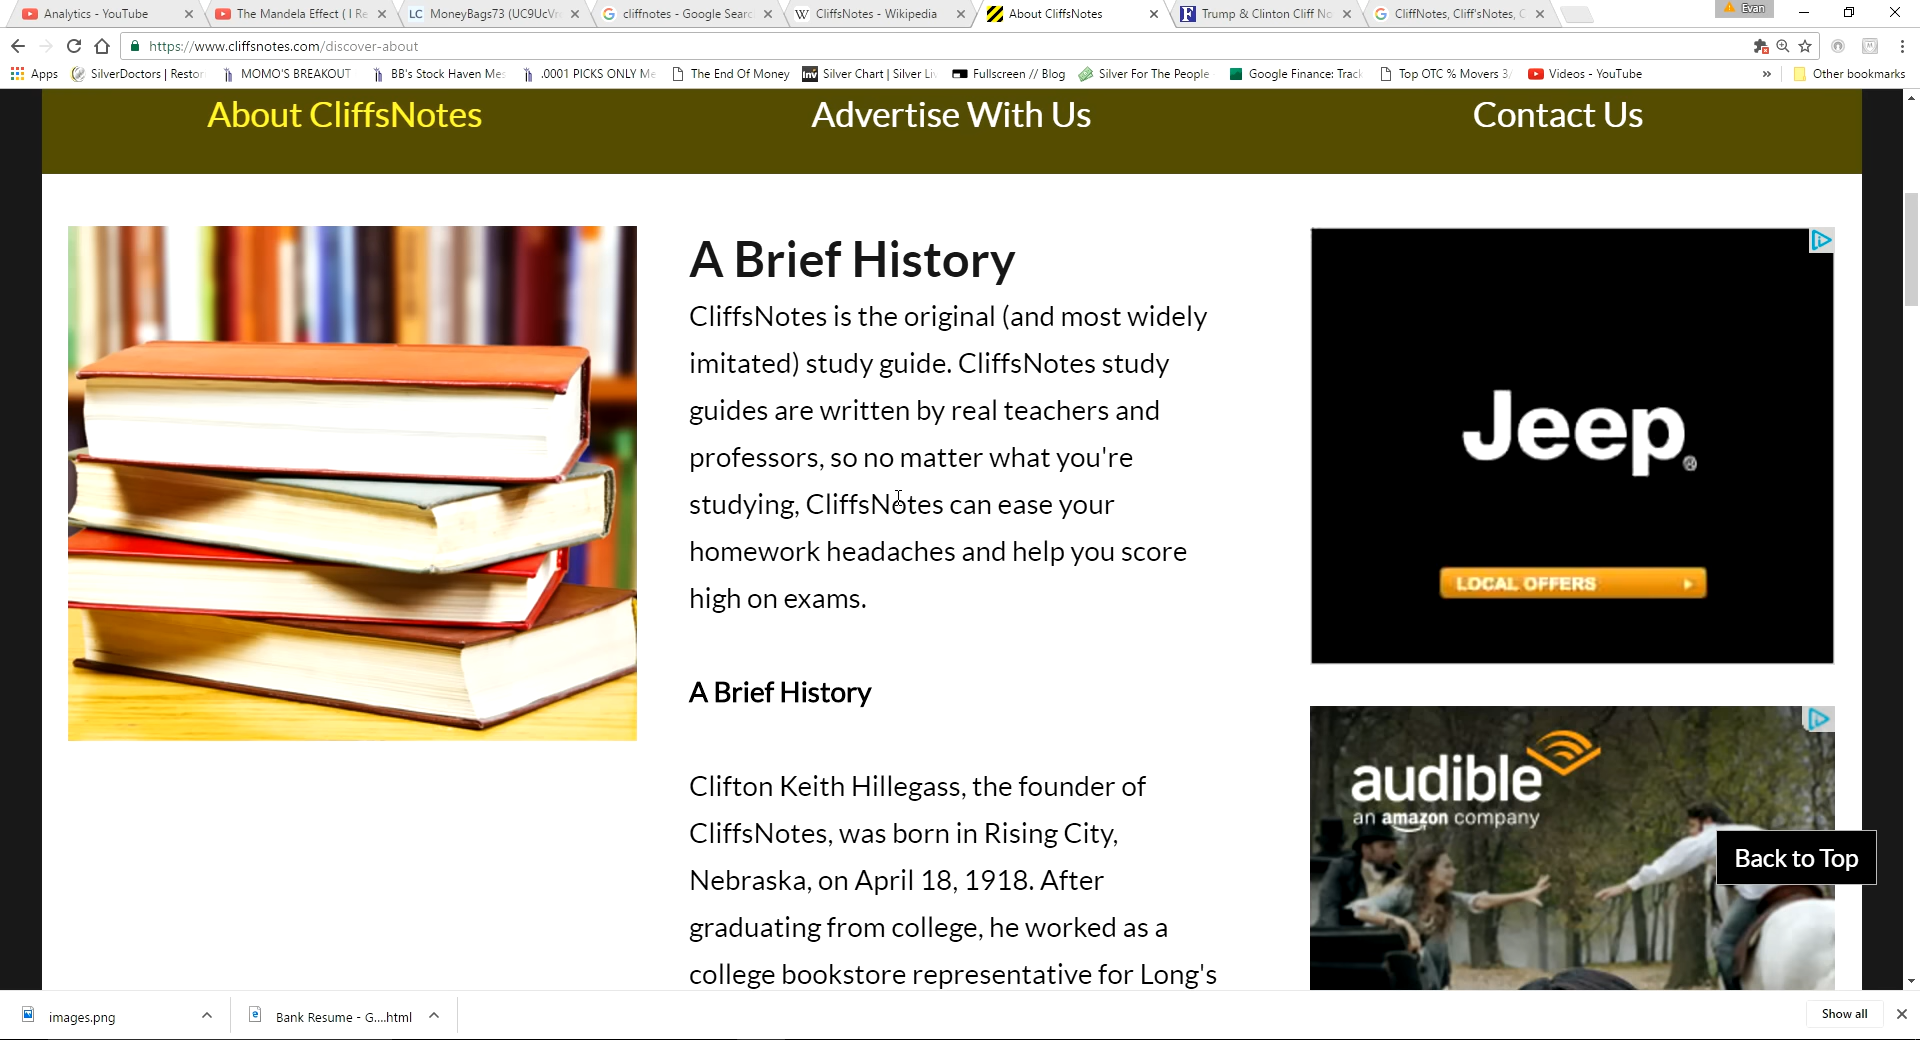 Analytics - YouTube
The Mandela Effect ( I Re
MoneyBags73 (UC9UcVr
cliffnotes - Google Searc
CliffsNotes - Wikipedia
About CliffsNotes
Trump & Clinton Cliff No
CliffNotes, Cliff'sNotes, C
Evan
https://www.cliffsnotes.com/discover-about
Apps
SilverDoctors | Restor
MOMO'S BREAKOUT
BB's Stock Haven Mes
.0001 PICKS ONLY Me
The End Of Money
Inv
Silver Chart | Silver Liv
Fullscreen // Blog
Silver For The People
Google Finance: Track
Top OTC % Movers 3/
Videos - YouTube
»
Other bookmarks
About CliffsNotes
Advertise With Us
Contact Us
A Brief History
CliffsNotes is the original (and most widely
imitated) study guide. CliffsNotes study
guides are written by real teachers and
professors, so no matter what you're
studying, CliffsNotes can ease your
homework headaches and help you score
high on exams.
A Brief History
Clifton Keith Hillegass, the founder of
CliffsNotes, was born in Rising City,
Nebraska, on April 18, 1918. After
graduating from college, he worked as a
college bookstore representative for Long's
Jeep®
LOCAL OFFERS
audible
an amazon company
Back to Top
images.png
Bank Resume - G....html
Show all